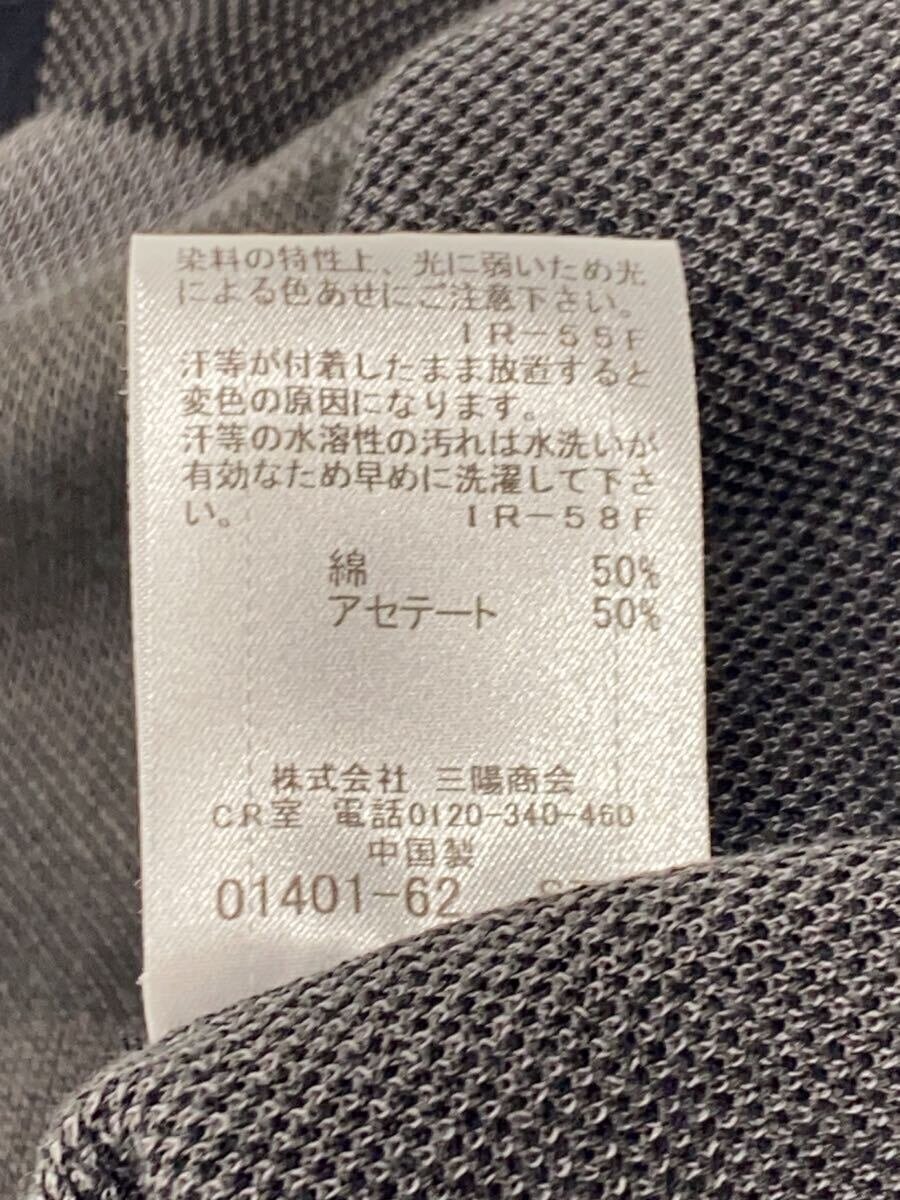 染料の特性上、光に弱いため光
による色あせにご注意下さい。
IR-55F
汗等が付着したまま放置すると
変色の原因になります。
汗等の水溶性の汚れは水洗いが
有効なため早めに洗濯して下さ
い。 IR-58F
綿 50%
アセテート 50%
株式会社 三陽商会
CR室 電話0120-340-460
中国製
01401-62